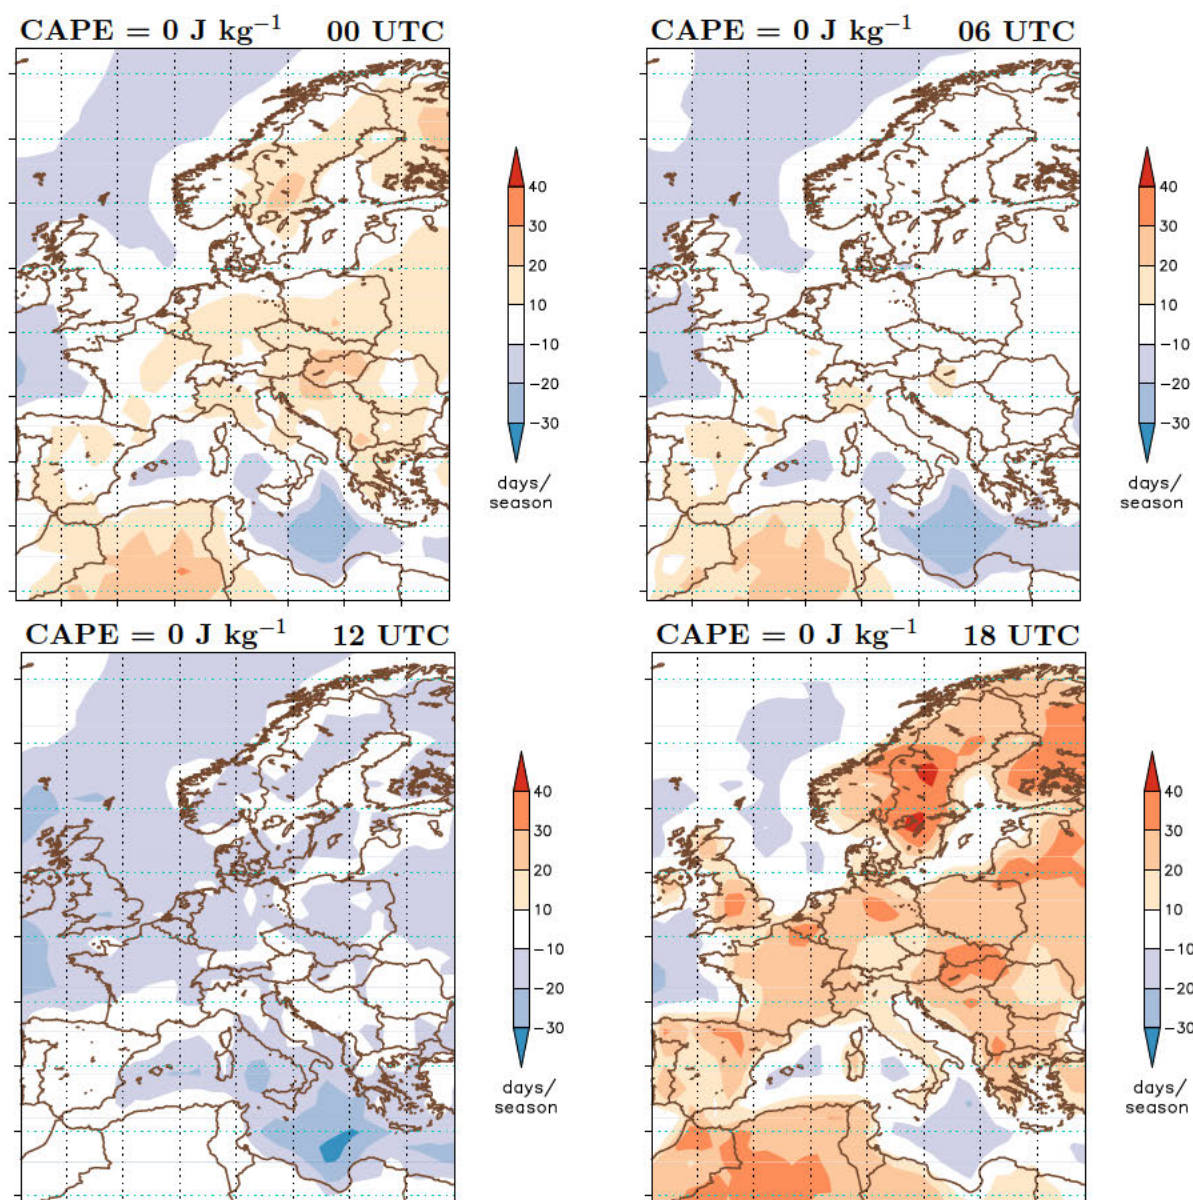 CAPE = 0 J kg⁻¹ 00 UTC
40
30
20
10
−10
−20
−30
days/
season
CAPE = 0 J kg⁻¹ 06 UTC
40
30
20
10
−10
−20
−30
days/
season
CAPE = 0 J kg⁻¹ 12 UTC
40
30
20
10
−10
−20
−30
days/
season
CAPE = 0 J kg⁻¹ 18 UTC
40
30
20
10
−10
−20
−30
days/
season